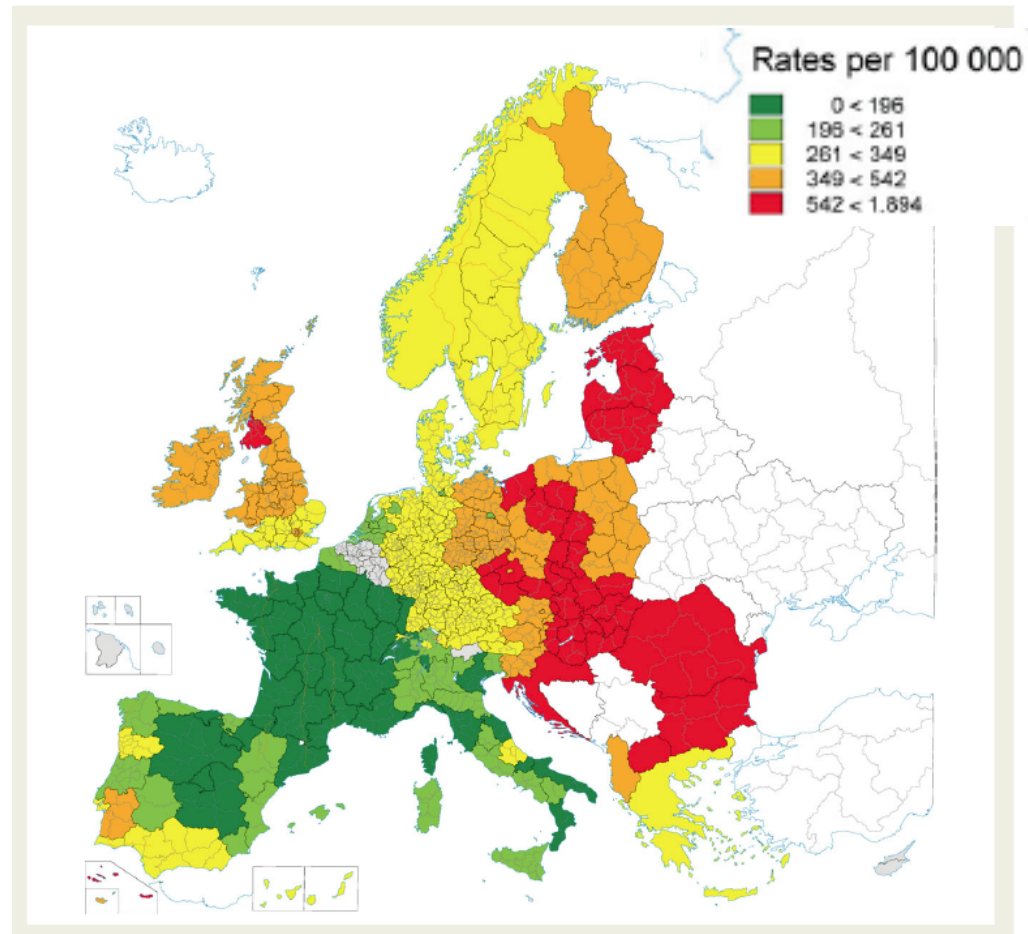 Rates per 100 000
0 < 196
196 < 261
261 < 349
349 < 542
542 < 1.894